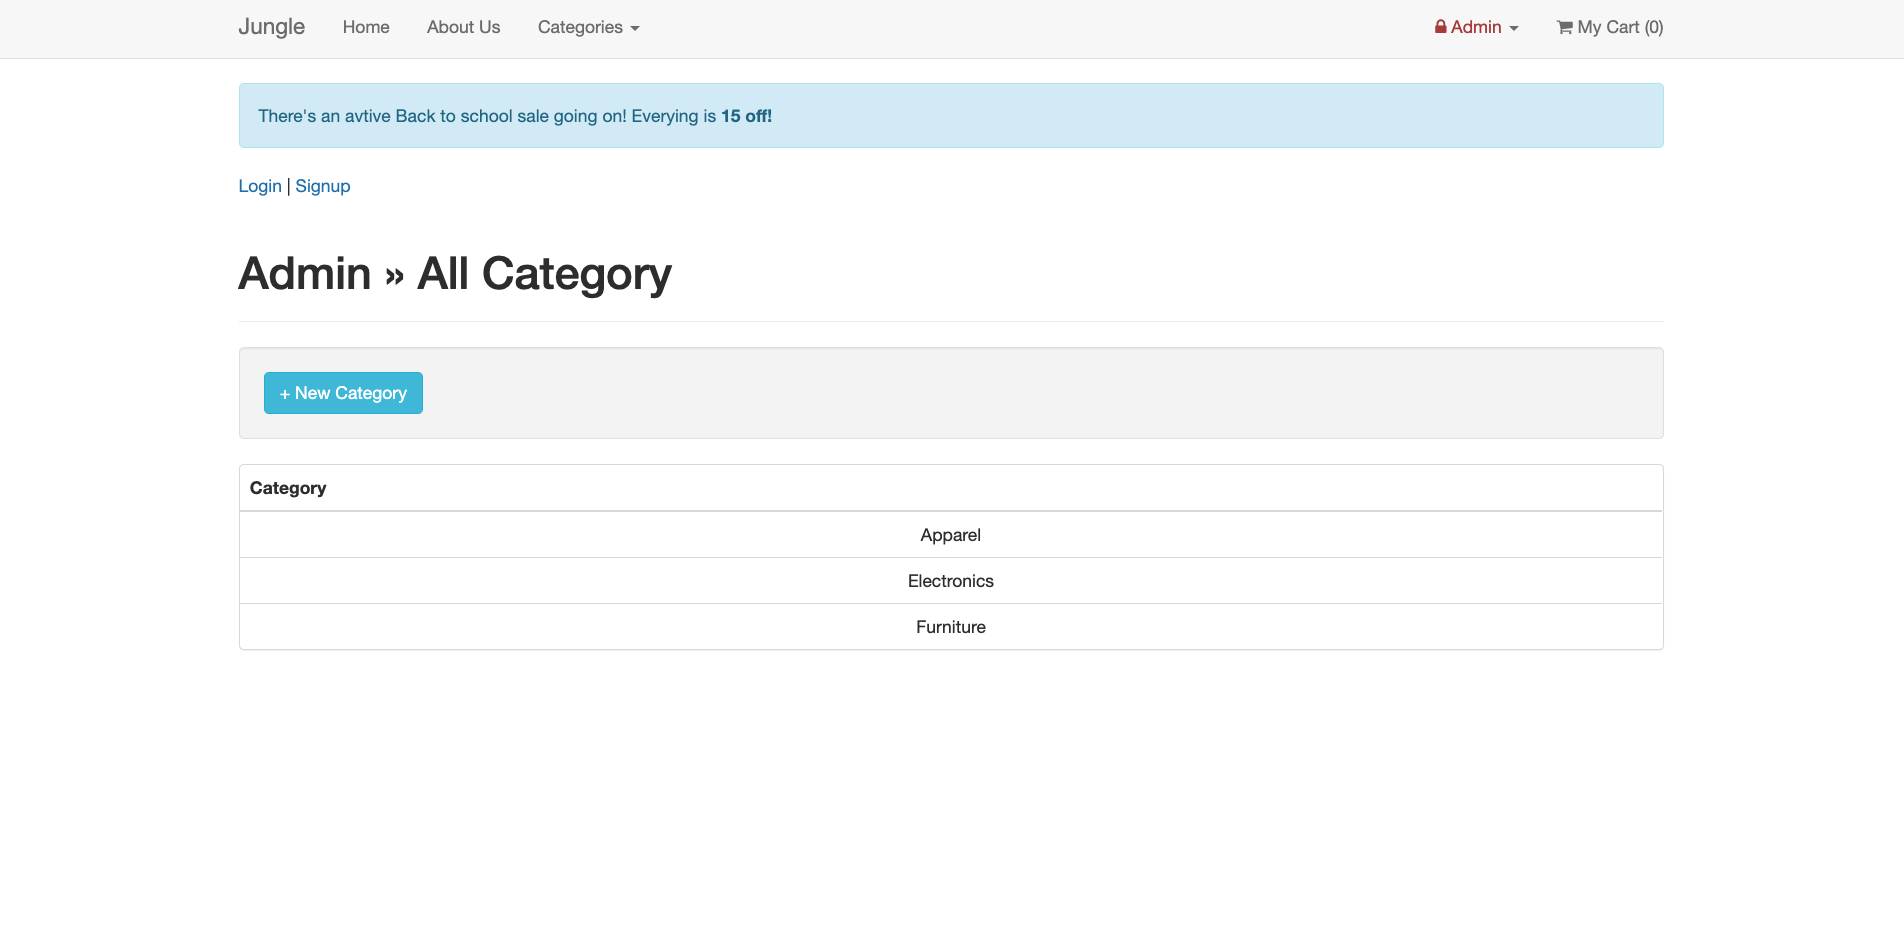 Jungle Home About Us Categories Admin My Cart (0)
There's an avtive Back to school sale going on! Everying is 15 off!
Login | Signup
Admin » All Category
+ New Category
Category
Apparel
Electronics
Furniture